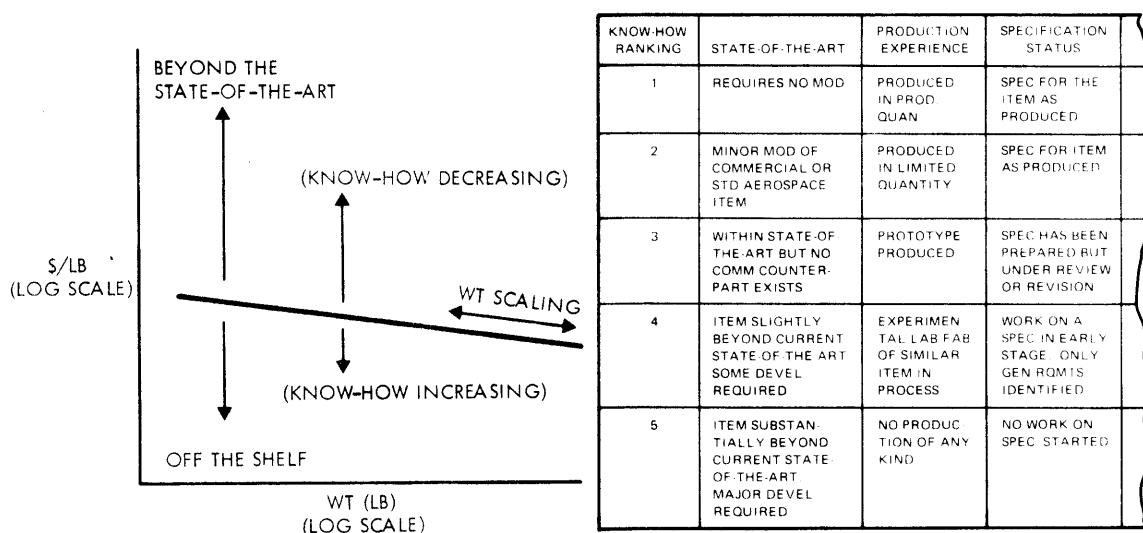 BEYOND THE
STATE-OF-THE-ART
(KNOW-HOW DECREASING)
$/LB
(LOG SCALE)
WT SCALING
(KNOW-HOW INCREASING)
OFF THE SHELF
WT (LB)
(LOG SCALE)
KNOW-HOW
RANKING
STATE-OF-THE-ART
PRODUCTION
EXPERIENCE
SPECIFICATION
STATUS
1
REQUIRES NO MOD
PRODUCED
IN PROD
QUAN
SPEC FOR THE
ITEM AS
PRODUCED
2
MINOR MOD OF
COMMERCIAL OR
STD AEROSPACE
ITEM
PRODUCED
IN LIMITED
QUANTITY
SPEC FOR ITEM
AS PRODUCED
3
WITHIN STATE-OF-
THE-ART BUT NO
COMM COUNTER-
PART EXISTS
PROTOTYPE
PRODUCED
SPEC HAS BEEN
PREPARED BUT
UNDER REVIEW
OR REVISION
4
ITEM SLIGHTLY
BEYOND CURRENT
STATE-OF-THE ART
SOME DEVEL
REQUIRED
EXPERIMEN
TAL LAB FAB
OF SIMILAR
ITEM IN
PROCESS
WORK ON A
SPEC IN EARLY
STAGE. ONLY
GEN RQMTS
IDENTIFIED
5
ITEM SUBSTAN-
TIALLY BEYOND
CURRENT STATE-
OF-THE-ART.
MAJOR DEVEL
REQUIRED
NO PRODUC-
TION OF ANY
KIND
NO WORK ON
SPEC STARTED